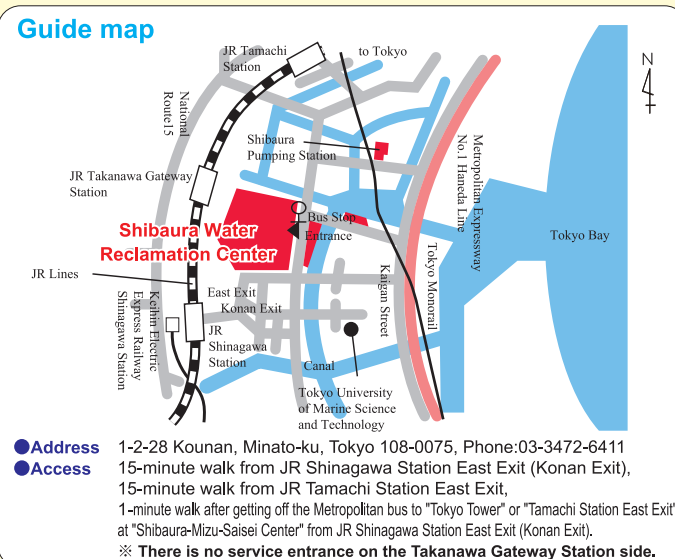 Guide map
JR Tamachi
Station
to Tokyo
N
National
Route15
Shibaura
Pumping Station
Metropolitan Expressway
No.1 Haneda Line
JR Takanawa Gateway
Station
Shibaura Water
Reclamation Center
Bus Stop
Entrance
Tokyo Bay
JR Lines
East Exit
Konan Exit
Kaigan Street
Tokyo Monorail
Keihin Electric
Express Railway
Shinagawa Station
JR
Shinagawa
Station
Canal
Tokyo University
of Marine Science
and Technology
●Address 1-2-28 Kounan, Minato-ku, Tokyo 108-0075, Phone:03-3472-6411
●Access 15-minute walk from JR Shinagawa Station East Exit (Konan Exit),
15-minute walk from JR Tamachi Station East Exit,
1-minute walk after getting off the Metropolitan bus to "Tokyo Tower" or "Tamachi Station East Exit"
at "Shibaura-Mizu-Saisei Center" from JR Shinagawa Station East Exit (Konan Exit).
※ There is no service entrance on the Takanawa Gateway Station side.